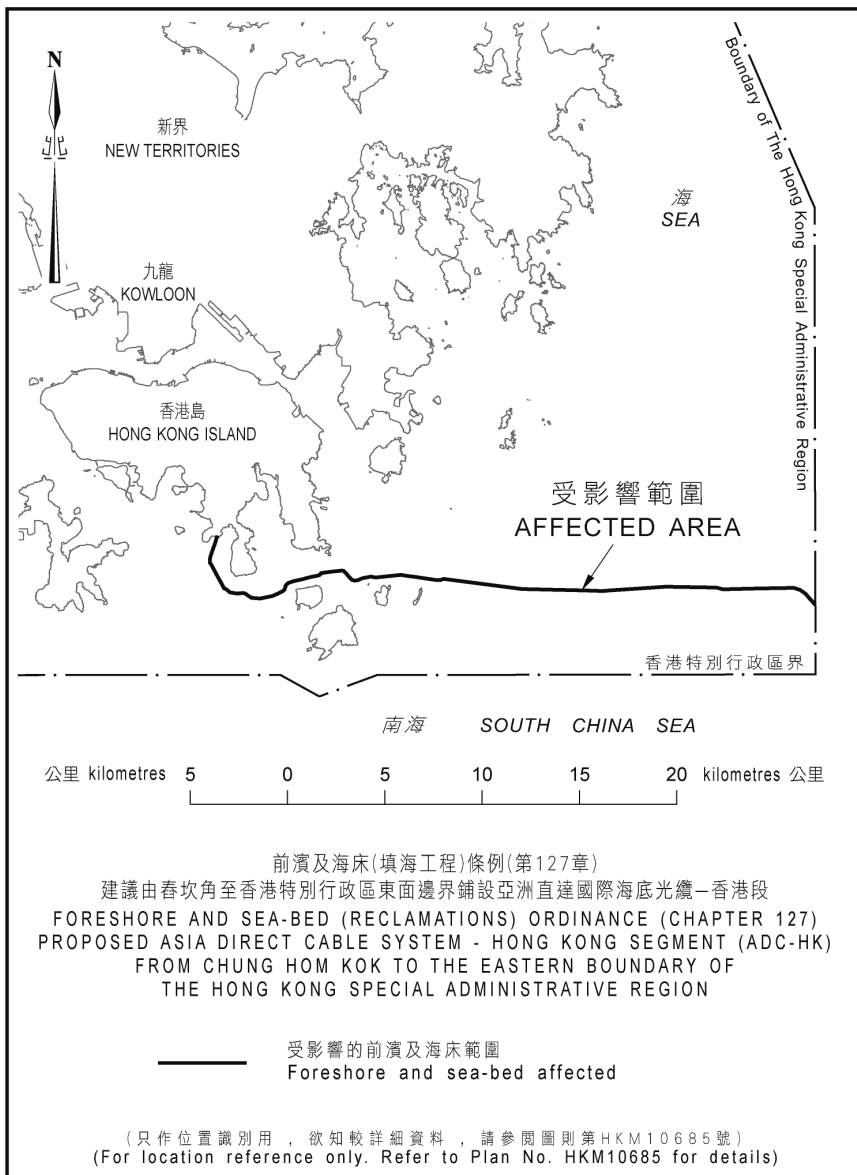 N
新界
NEW TERRITORIES
Boundary of The Hong Kong Special Administrative Region
海
SEA
九龍
KOWLOON
香港島
HONG KONG ISLAND
受影響範圍
AFFECTED AREA
香港特別行政區界
南海 SOUTH CHINA SEA
公里 kilometres 5 0 5 10 15 20 kilometres 公里
前濱及海床(填海工程)條例(第127章)
建議由舂坎角至香港特別行政區東面邊界鋪設亞洲直達國際海底光纜–香港段
FORESHORE AND SEA-BED (RECLAMATIONS) ORDINANCE (CHAPTER 127)
PROPOSED ASIA DIRECT CABLE SYSTEM - HONG KONG SEGMENT (ADC-HK)
FROM CHUNG HOM KOK TO THE EASTERN BOUNDARY OF
THE HONG KONG SPECIAL ADMINISTRATIVE REGION
受影響的前濱及海床範圍
Foreshore and sea-bed affected
(只作位置識別用 , 欲知較詳細資料 , 請參閱圖則第HKM10685號)
(For location reference only. Refer to Plan No. HKM10685 for details)